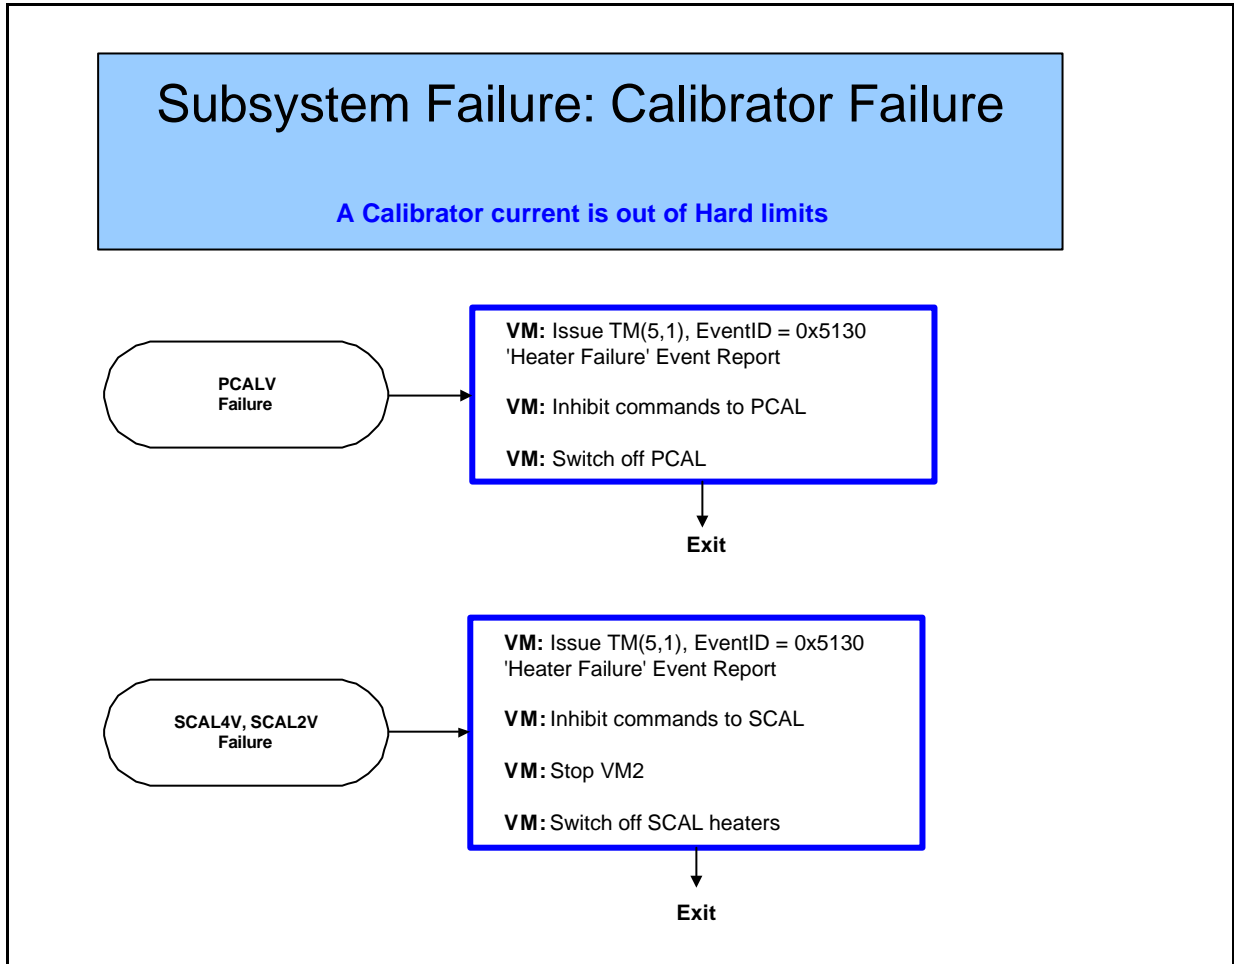 Subsystem Failure: Calibrator Failure
A Calibrator current is out of Hard limits
PCALV
Failure
VM: Issue TM(5,1), EventID = 0x5130
'Heater Failure' Event Report
VM: Inhibit commands to PCAL
VM: Switch off PCAL
Exit
SCAL4V, SCAL2V
Failure
VM: Issue TM(5,1), EventID = 0x5130
'Heater Failure' Event Report
VM: Inhibit commands to SCAL
VM: Stop VM2
VM: Switch off SCAL heaters
Exit